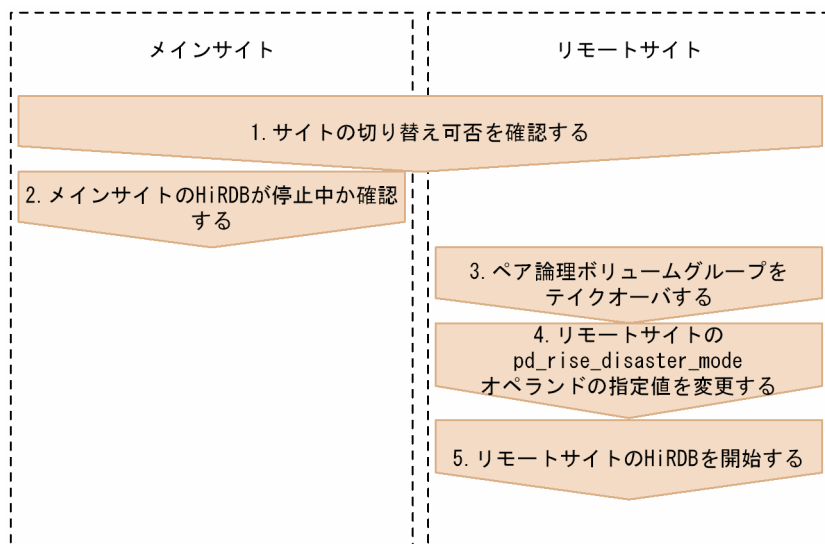 メインサイト
リモートサイト
1.サイトの切り替え可否を確認する
2.メインサイトのHiRDBが停止中か確認
する
3.ペア論理ボリュームグループを
テイクオーバする
4.リモートサイトの
pd_rise_disaster_mode
オペランドの指定値を変更する
5.リモートサイトのHiRDBを開始する